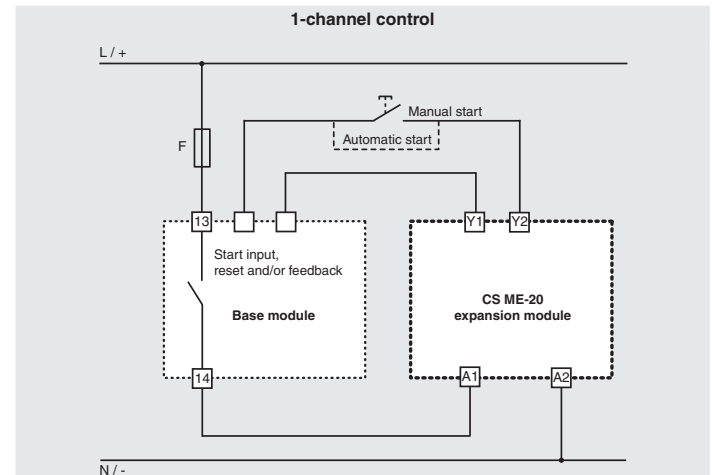 1-channel control
L / +
Manual start
F
Automatic start
13
Y1
Y2
Start input,
reset and/or feedback
Base module
CS ME-20
expansion module
14
A1
A2
N / -